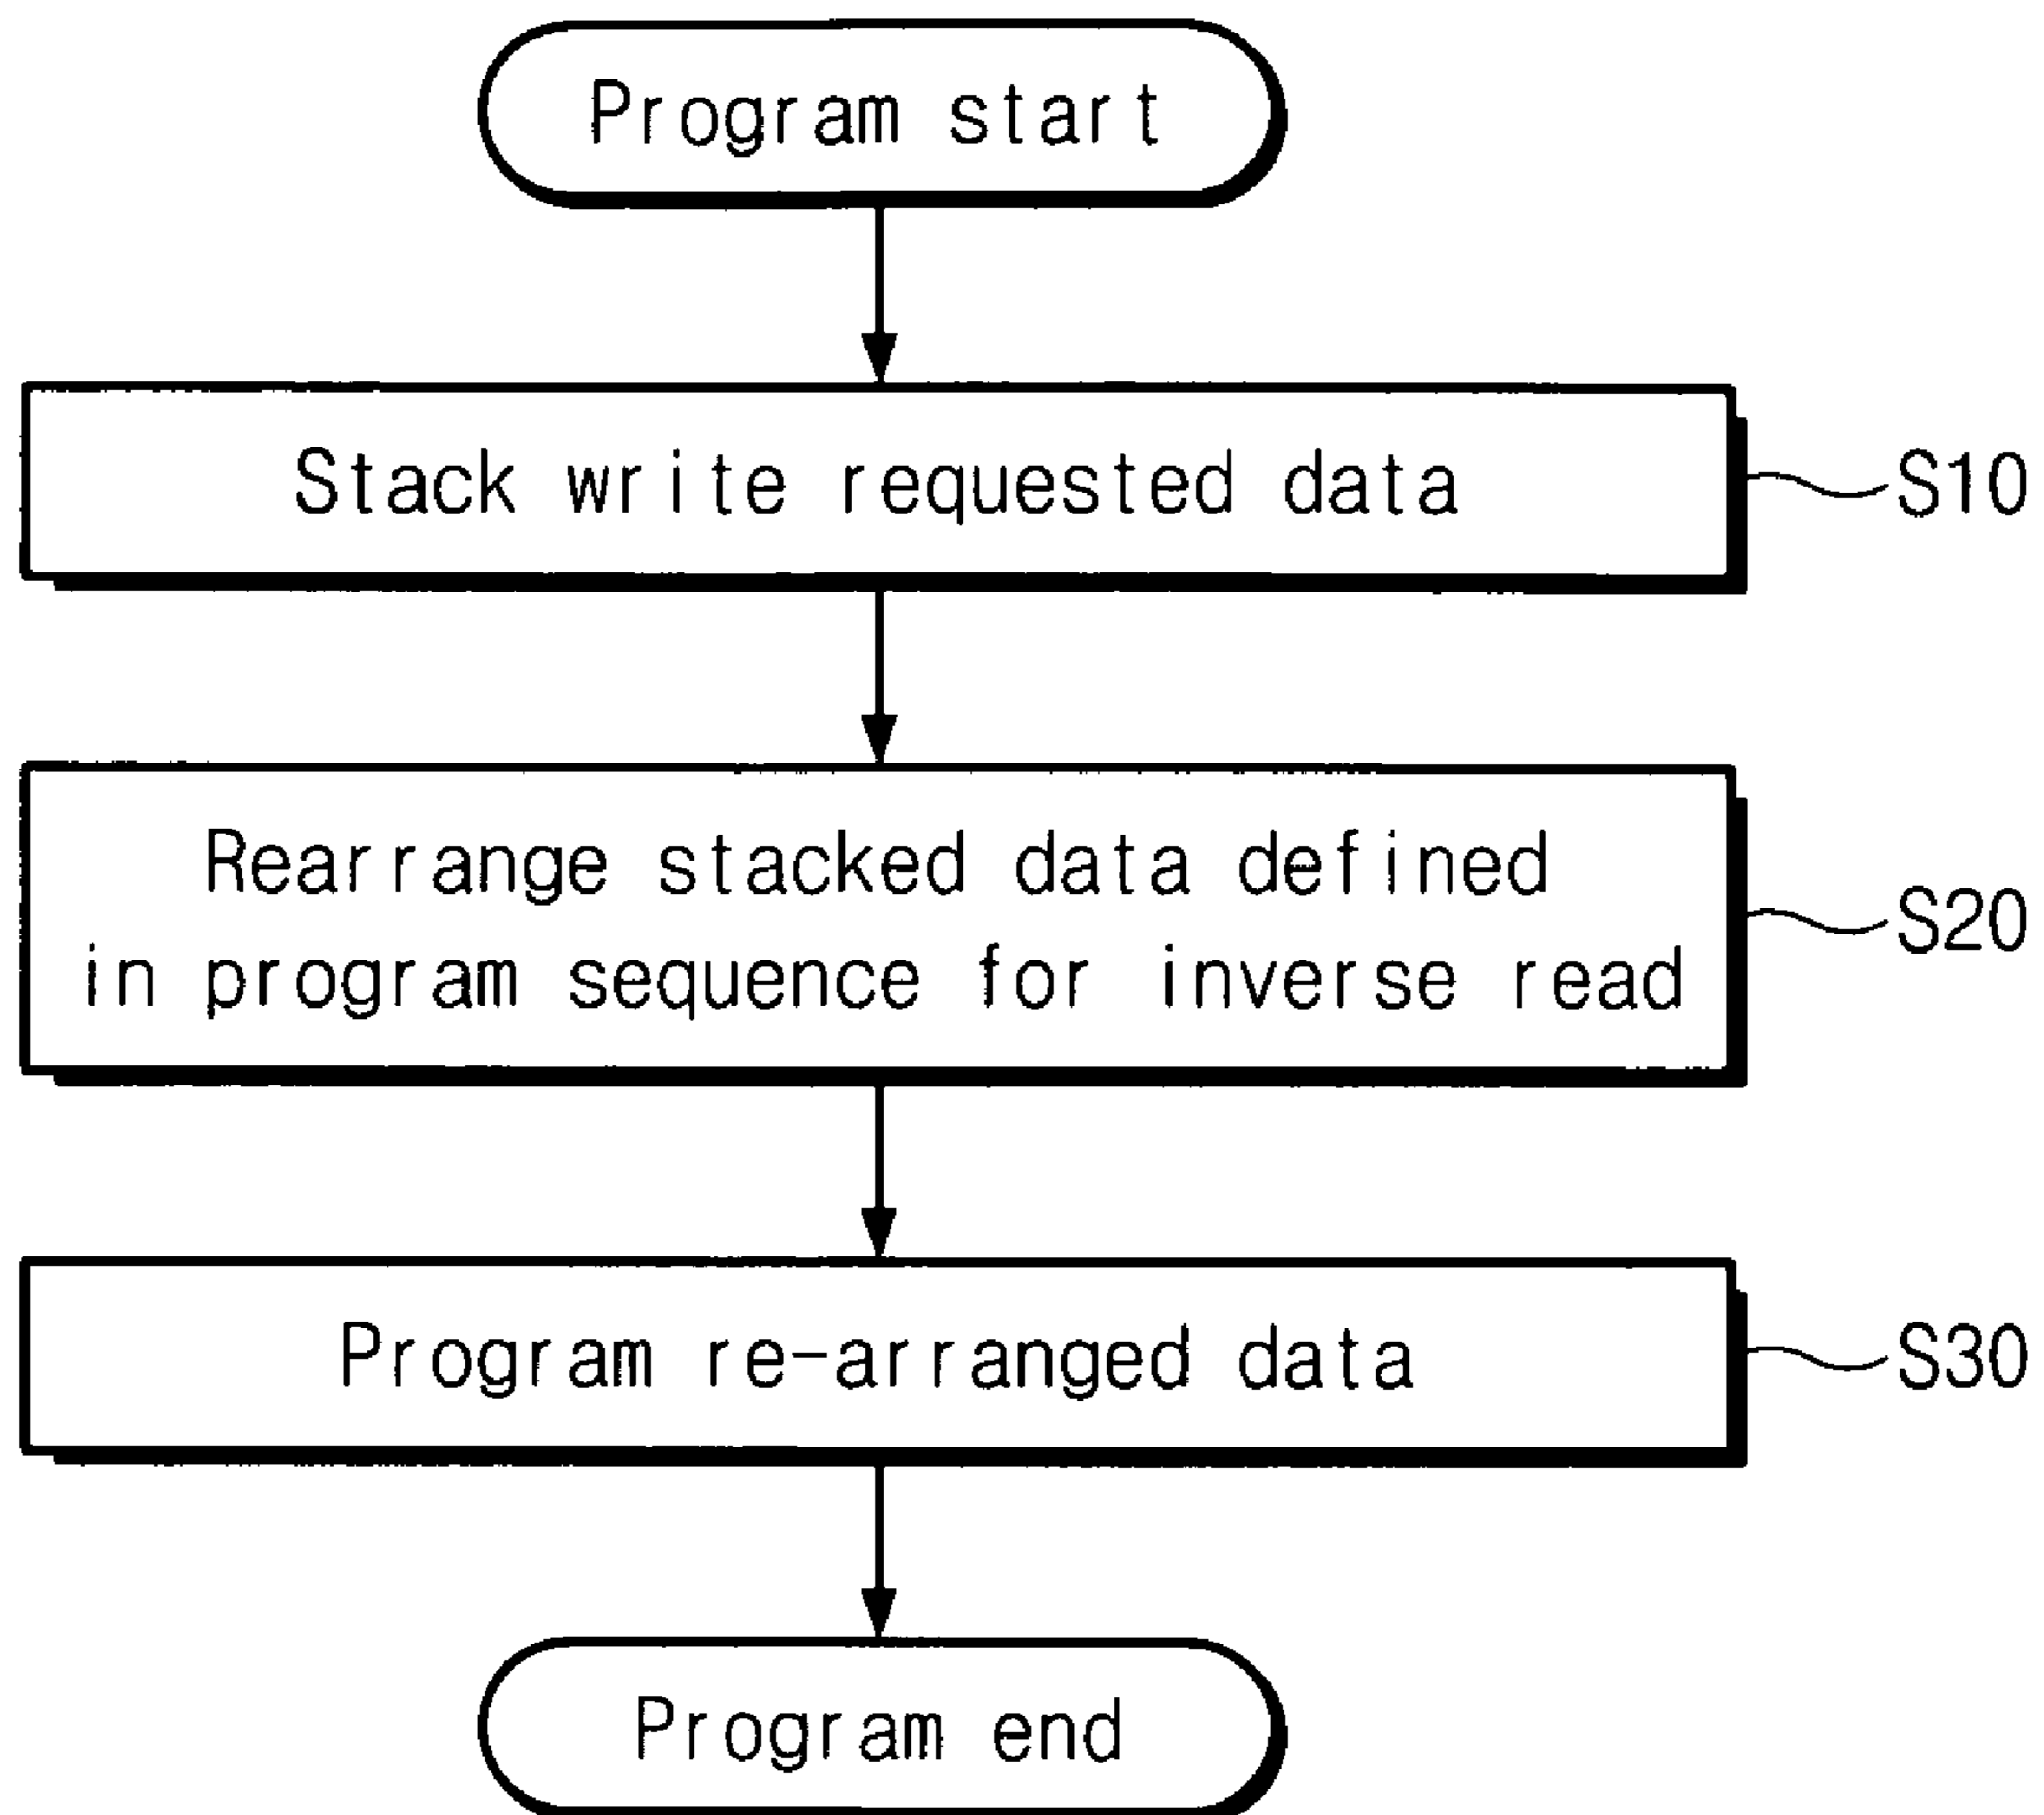 Program start
Stack write requested data
S10
Rearrange stacked data defined
in program sequence for inverse read
S20
Program re-arranged data
S30
Program end